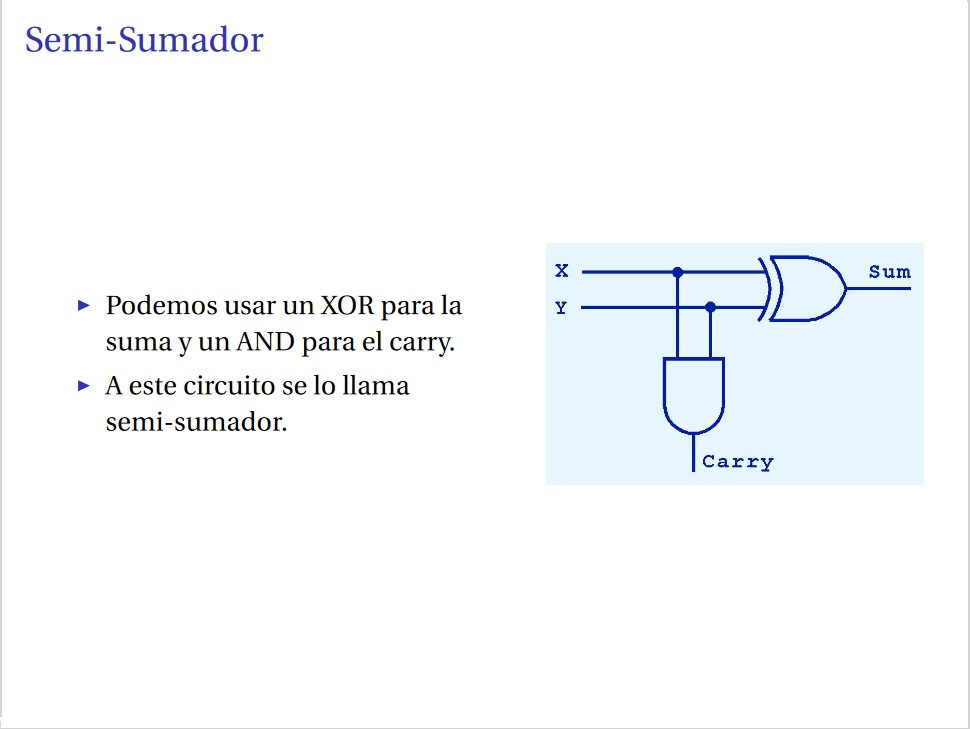 Semi-Sumador
Podemos usar un XOR para la
suma y un AND para el carry.
A este circuito se lo llama
semi-sumador.
X
Y
Sum
Carry